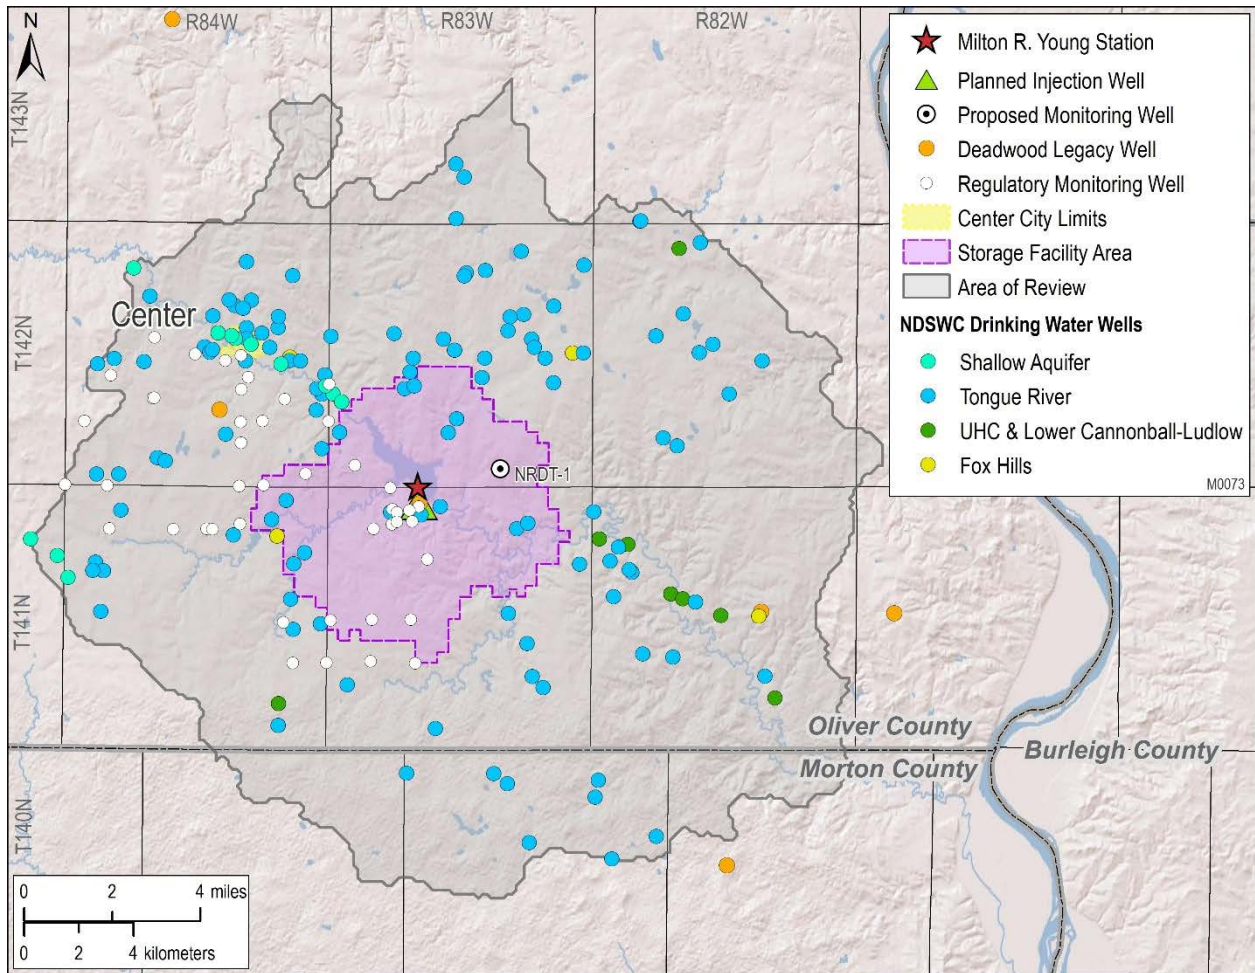 N
R84W
R83W
R82W
T143N
T142N
T141N
T140N
Center
NRDT-1
Oliver County
Morton County
Burleigh County
Milton R. Young Station
Planned Injection Well
Proposed Monitoring Well
Deadwood Legacy Well
Regulatory Monitoring Well
Center City Limits
Storage Facility Area
Area of Review
NDSWC Drinking Water Wells
Shallow Aquifer
Tongue River
UHC & Lower Cannonball-Ludlow
Fox Hills
M0073
0 2 4 miles
0 2 4 kilometers